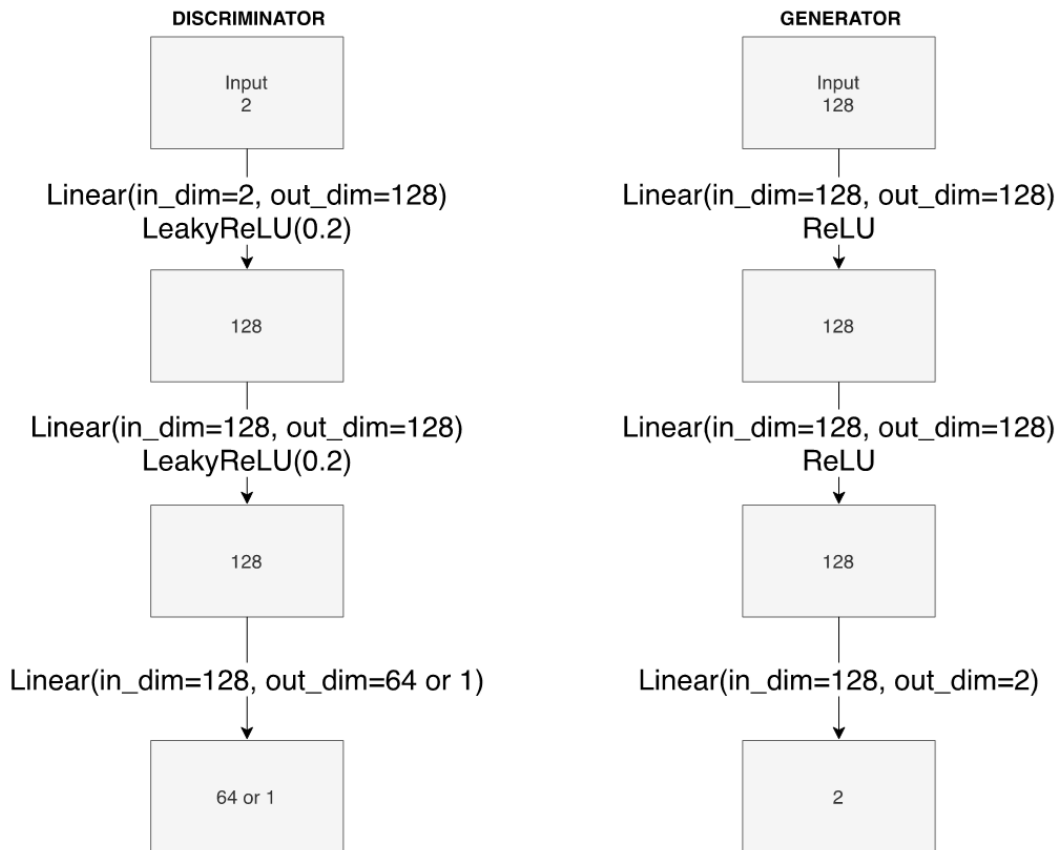 DISCRIMINATOR
Input
2
Linear(in_dim=2, out_dim=128)
LeakyReLU(0.2)
128
Linear(in_dim=128, out_dim=128)
LeakyReLU(0.2)
128
Linear(in_dim=128, out_dim=64 or 1)
64 or 1
GENERATOR
Input
128
Linear(in_dim=128, out_dim=128)
ReLU
128
Linear(in_dim=128, out_dim=128)
ReLU
128
Linear(in_dim=128, out_dim=2)
2